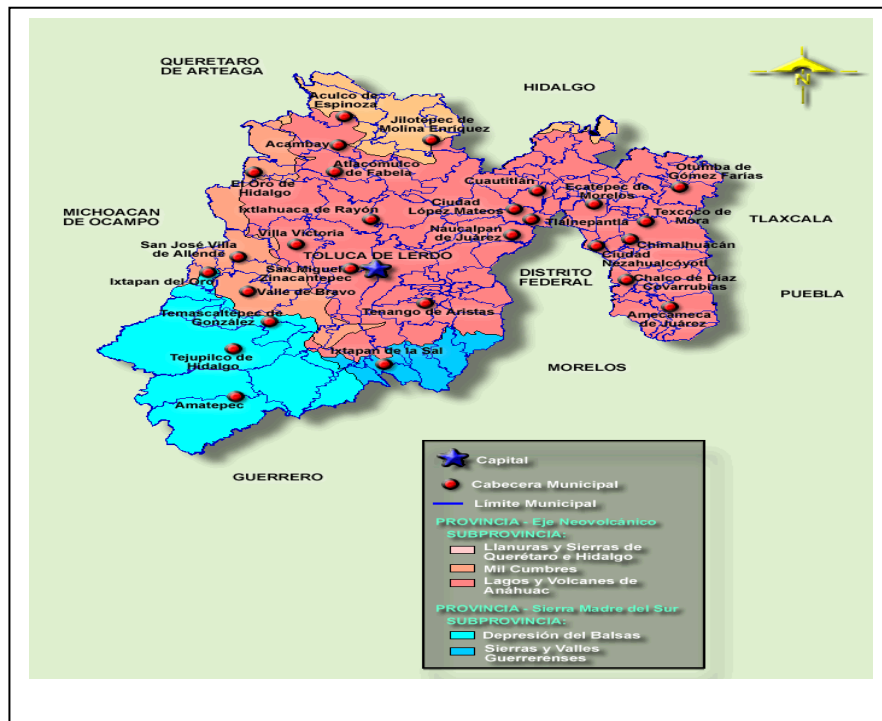 QUERETARO
DE ARTEAGA
HIDALGO
N
Aculco de
Espinoza
Jilotepec de
Molina Enriquez
Acambay
Atlacomulco
de Fabela
El Oro de
Hidalgo
Cuautitlán
Ecatepec de
Morelos
Otumba de
Gómez Farías
Ixtlahuaca de Rayón
Ciudad
López Mateos
Tlalnepantla
Texcoco de
Mora
MICHOACAN
DE OCAMPO
TLAXCALA
Villa Victoria
Naucalpan
de Juárez
Chimalhuacán
San José Villa
de Allende
TOLUCA DE LERDO
Ciudad
Nezahualcóyotl
San Miguel
Zinacantepec
DISTRITO
FEDERAL
Ixtapan del Oro
Chalco de Díaz
Covarrubias
PUEBLA
Valle de Bravo
Temascaltepec de
González
Tenango de Aristas
Amecameca
de Juárez
Ixtapan de la Sal
Tejupilco de
Hidalgo
MORELOS
Amatepec
GUERRERO
Capital
Cabecera Municipal
Límite Municipal
PROVINCIA - Eje Neovolcánico
SUBPROVINCIA:
Llanuras y Sierras de
Querétaro e Hidalgo
Mil Cumbres
Lagos y Volcanes de
Anáhuac
PROVINCIA - Sierra Madre del Sur
SUBPROVINCIA:
Depresión del Balsas
Sierras y Valles
Guerrerenses